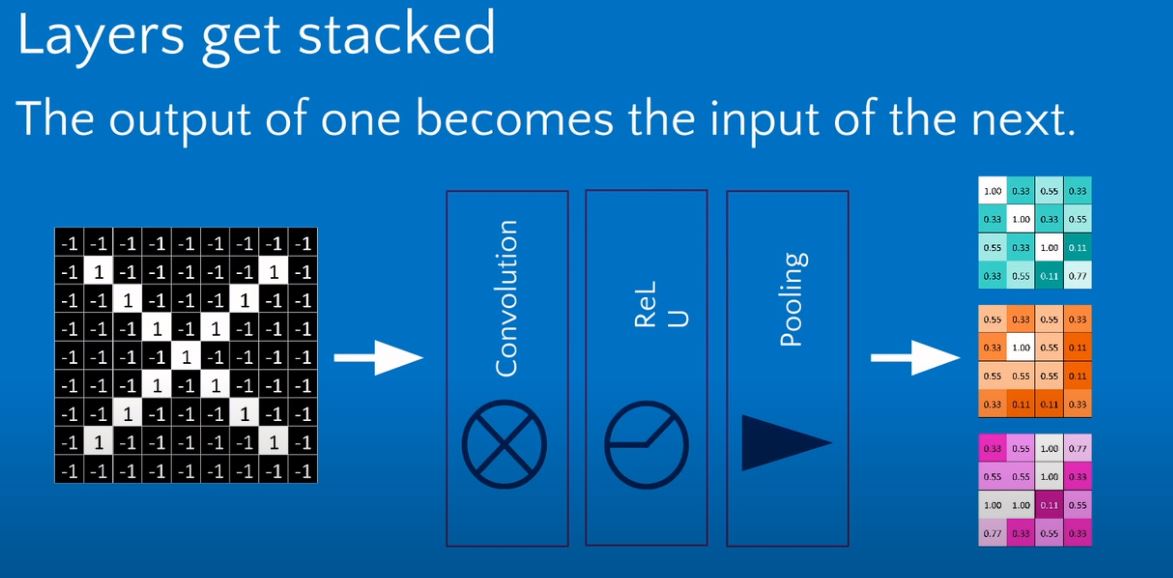 Layers get stacked
The output of one becomes the input of the next.
-1 -1 -1 -1 -1 -1 -1 -1 -1
-1 1 -1 -1 -1 -1 -1 1 -1
-1 -1 1 -1 -1 -1 1 -1 -1
-1 -1 -1 1 -1 1 -1 -1 -1
-1 -1 -1 -1 1 -1 -1 -1 -1
-1 -1 -1 1 -1 1 -1 -1 -1
-1 -1 1 -1 -1 -1 1 -1 -1
-1 1 -1 -1 -1 -1 -1 1 -1
-1 -1 -1 -1 -1 -1 -1 -1 -1
Convolution
ReL
U
Pooling
1.00 0.33 0.55 0.33
0.33 1.00 0.33 0.55
0.55 0.33 1.00 0.11
0.33 0.55 0.11 0.77
0.55 0.33 0.55 0.33
0.33 1.00 0.55 0.11
0.55 0.55 0.55 0.11
0.33 0.11 0.11 0.33
0.33 0.55 1.00 0.77
0.55 0.55 1.00 0.33
1.00 1.00 0.11 0.55
0.77 0.33 0.55 0.33